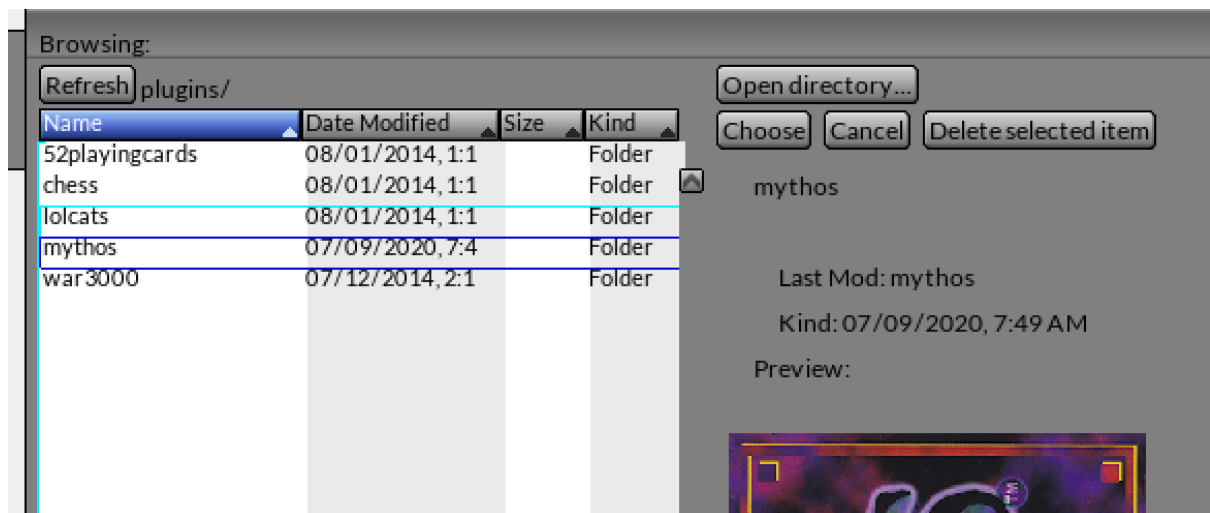 Browsing:
Refresh plugins/
Open directory...
Choose Cancel Delete selected item
Name Date Modified Size Kind
52playingcards 08/01/2014, 1:1 Folder
chess 08/01/2014, 1:1 Folder
lolcats 08/01/2014, 1:1 Folder
mythos 07/09/2020, 7:4 Folder
war3000 07/12/2014, 2:1 Folder
mythos
Last Mod: mythos
Kind: 07/09/2020, 7:49 AM
Preview: